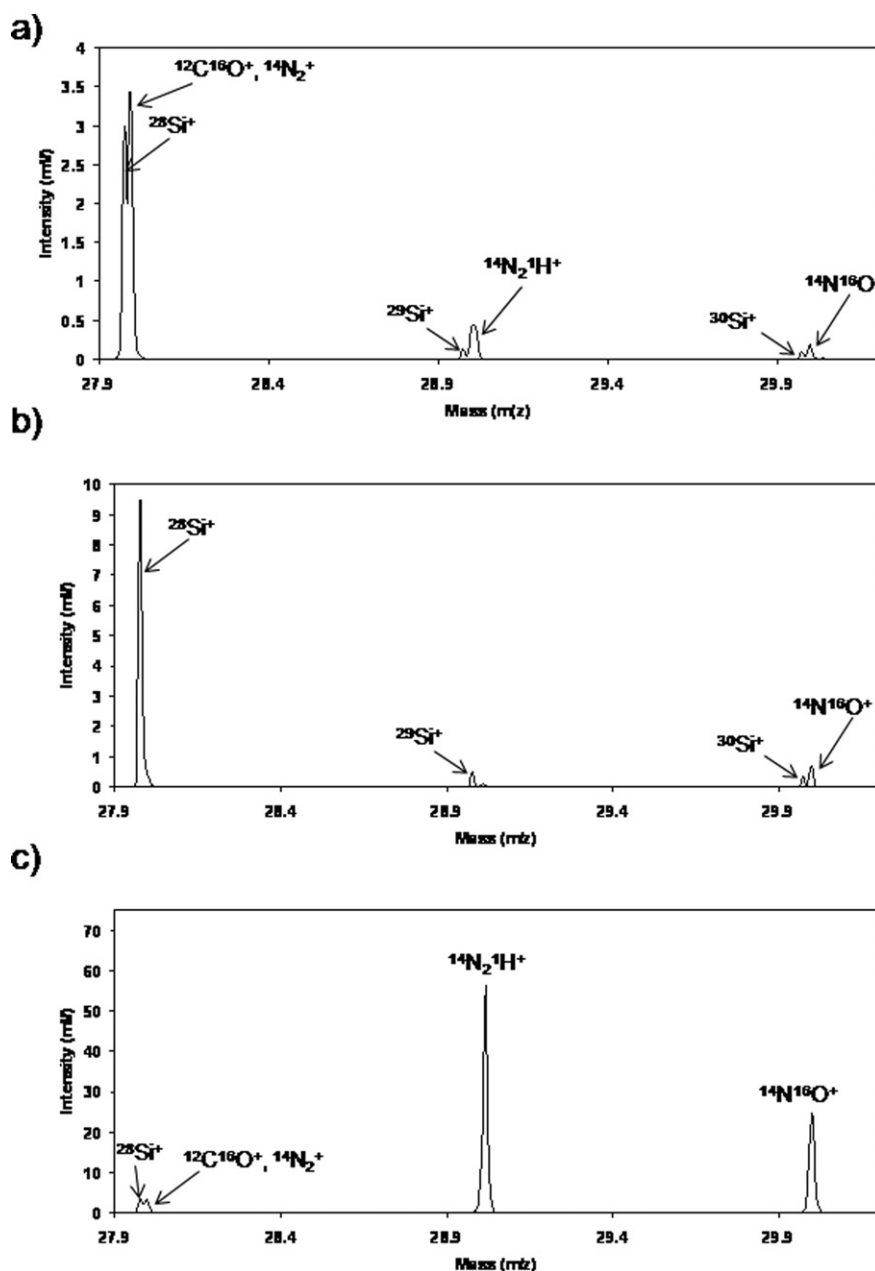 a)
4
3.5
3
2.5
2
1.5
1
0.5
0
Intensity (mV)
¹²C¹⁶O⁺, ¹⁴N₂⁺
²⁸Si⁺
²⁹Si⁺
¹⁴N₂¹H⁺
³⁰Si⁺
¹⁴N¹⁶O
27.9 28.4 28.9 29.4 29.9
Mass (m/z)
b)
10
9
8
7
6
5
4
3
2
1
0
Intensity (mV)
²⁸Si⁺
²⁹Si⁺
³⁰Si⁺
¹⁴N¹⁶O⁺
27.9 28.4 28.9 29.4 29.9
Mass (m/z)
c)
70
60
50
40
30
20
10
0
Intensity (mV)
²⁸Si⁺
¹²C¹⁶O⁺, ¹⁴N₂⁺
¹⁴N₂¹H⁺
¹⁴N¹⁶O⁺
27.9 28.4 28.9 29.4 29.9
Mass (m/z)